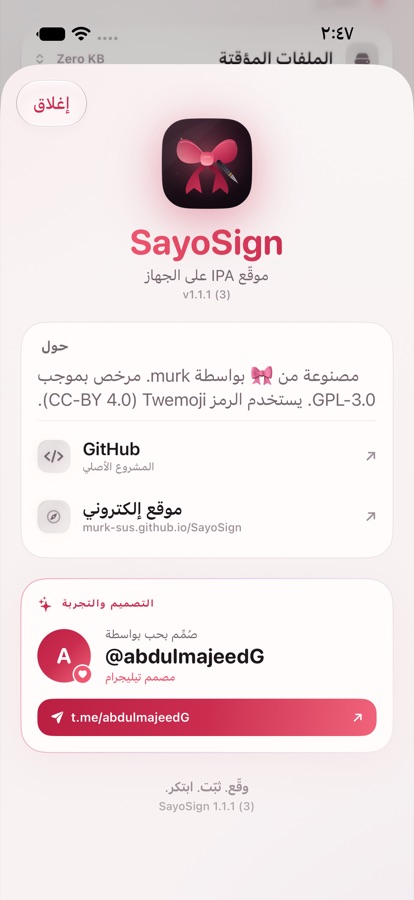 ٢:٤٧
الملفات المؤقتة
Zero KB
إغلاق
SayoSign
موقّع IPA على الجهاز
v1.1.1 (3)
حول
مصنوعة من 🎀 بواسطة murk. مرخص بموجب
GPL-3.0. يستخدم الرمز Twemoji (CC-BY 4.0).
GitHub
المشروع الأصلي
موقع إلكتروني
murk-sus.github.io/SayoSign
التصميم والتجربة
صُمِّم بحب بواسطة
A
@abdulmajeedG
مصمم تيليجرام
t.me/abdulmajeedG
وقّع. ثبّت. ابتكر.
SayoSign 1.1.1 (3)